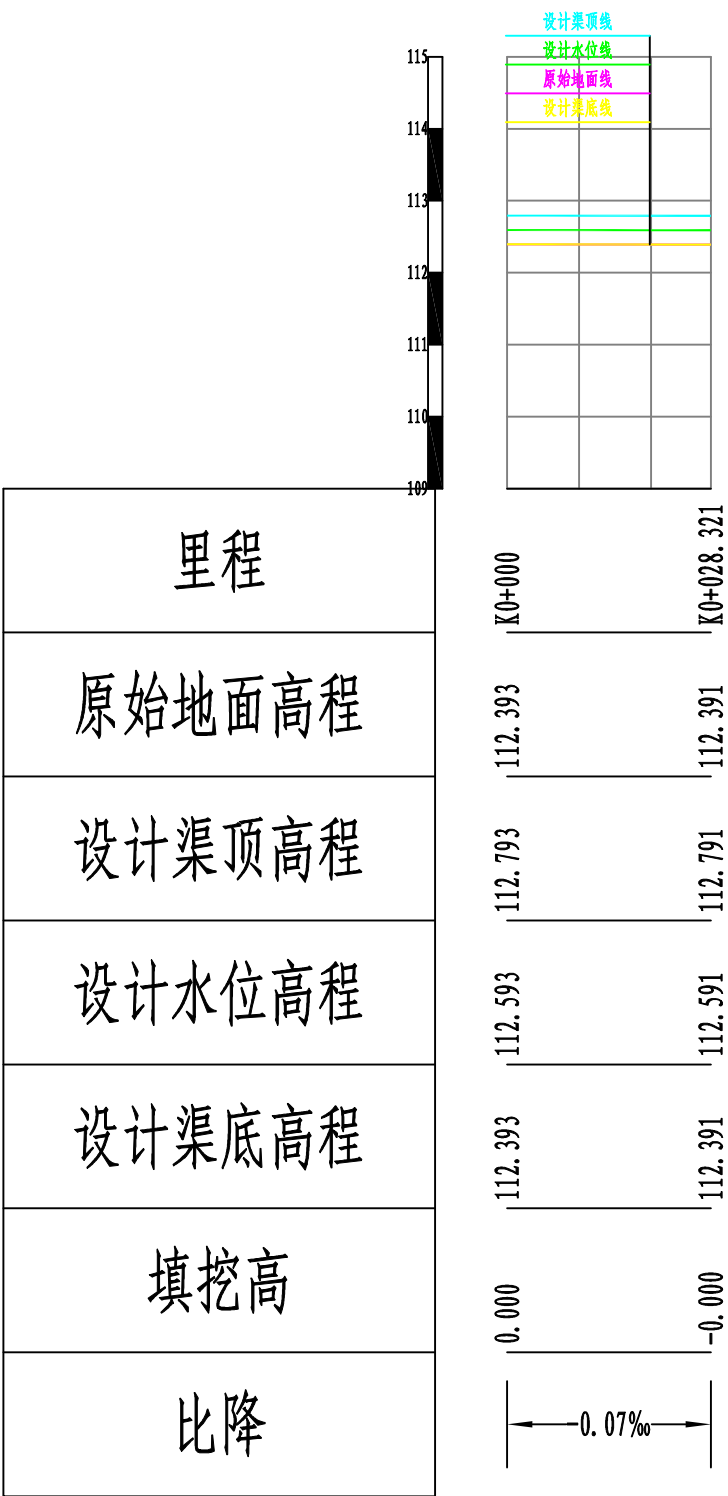 设计渠顶线
设计水位线
原始地面线
设计渠底线
115
114
113
112
111
110
109
里程 K0+000 K0+028.321
原始地面高程 112.393 112.391
设计渠顶高程 112.793 112.791
设计水位高程 112.593 112.591
设计渠底高程 112.393 112.391
填挖高 0.000 -0.000
比降 -0.07‰